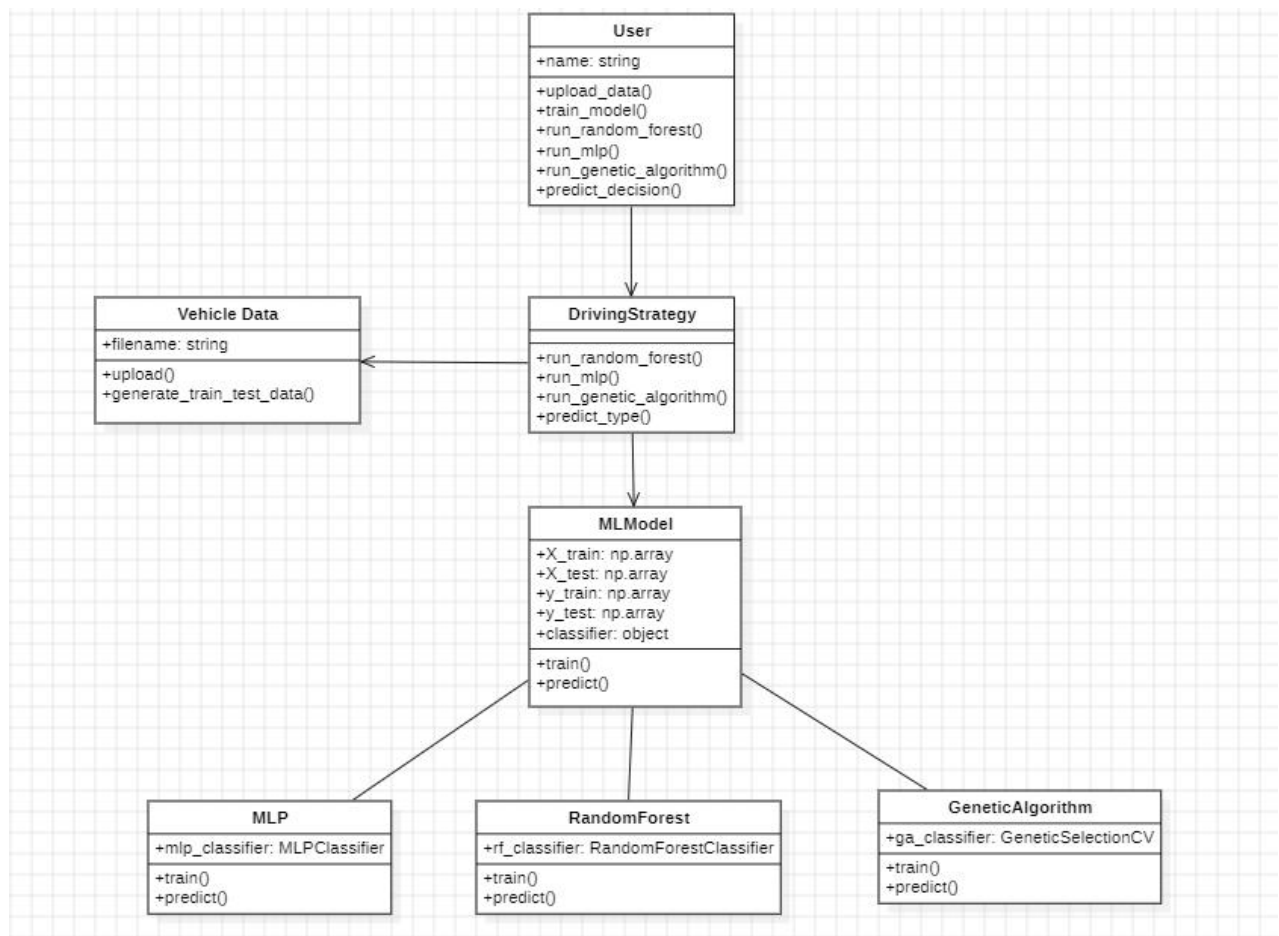 User
+name: string
+upload_data()
+train_model()
+run_random_forest()
+run_mlp()
+run_genetic_algorithm()
+predict_decision()
Vehicle Data
+filename: string
+upload()
+generate_train_test_data()
DrivingStrategy
+run_random_forest()
+run_mlp()
+run_genetic_algorithm()
+predict_type()
MLModel
+X_train: np.array
+X_test: np.array
+y_train: np.array
+y_test: np.array
+classifier: object
+train()
+predict()
MLP
+mlp_classifier: MLPClassifier
+train()
+predict()
RandomForest
+rf_classifier: RandomForestClassifier
+train()
+predict()
GeneticAlgorithm
+ga_classifier: GeneticSelectionCV
+train()
+predict()